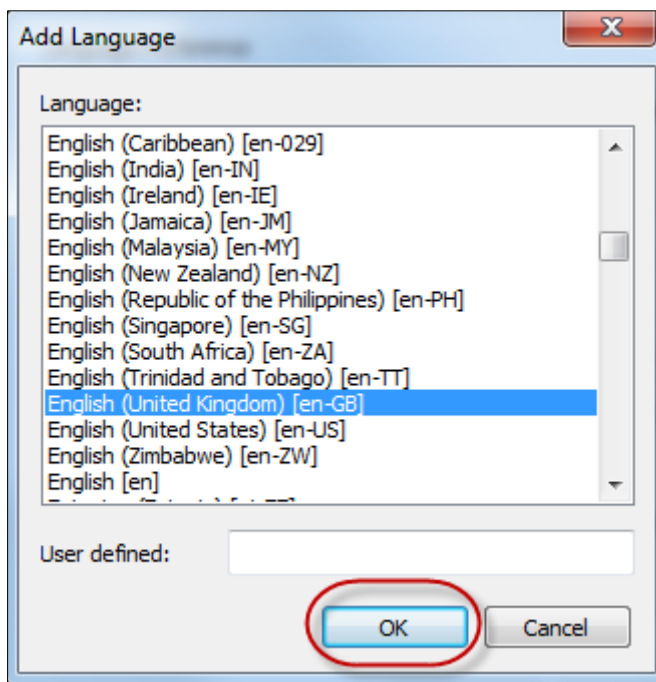 Add Language
Language:
English (Caribbean) [en-029]
English (India) [en-IN]
English (Ireland) [en-IE]
English (Jamaica) [en-JM]
English (Malaysia) [en-MY]
English (New Zealand) [en-NZ]
English (Republic of the Philippines) [en-PH]
English (Singapore) [en-SG]
English (South Africa) [en-ZA]
English (Trinidad and Tobago) [en-TT]
English (United Kingdom) [en-GB]
English (United States) [en-US]
English (Zimbabwe) [en-ZW]
English [en]
User defined:
OK
Cancel